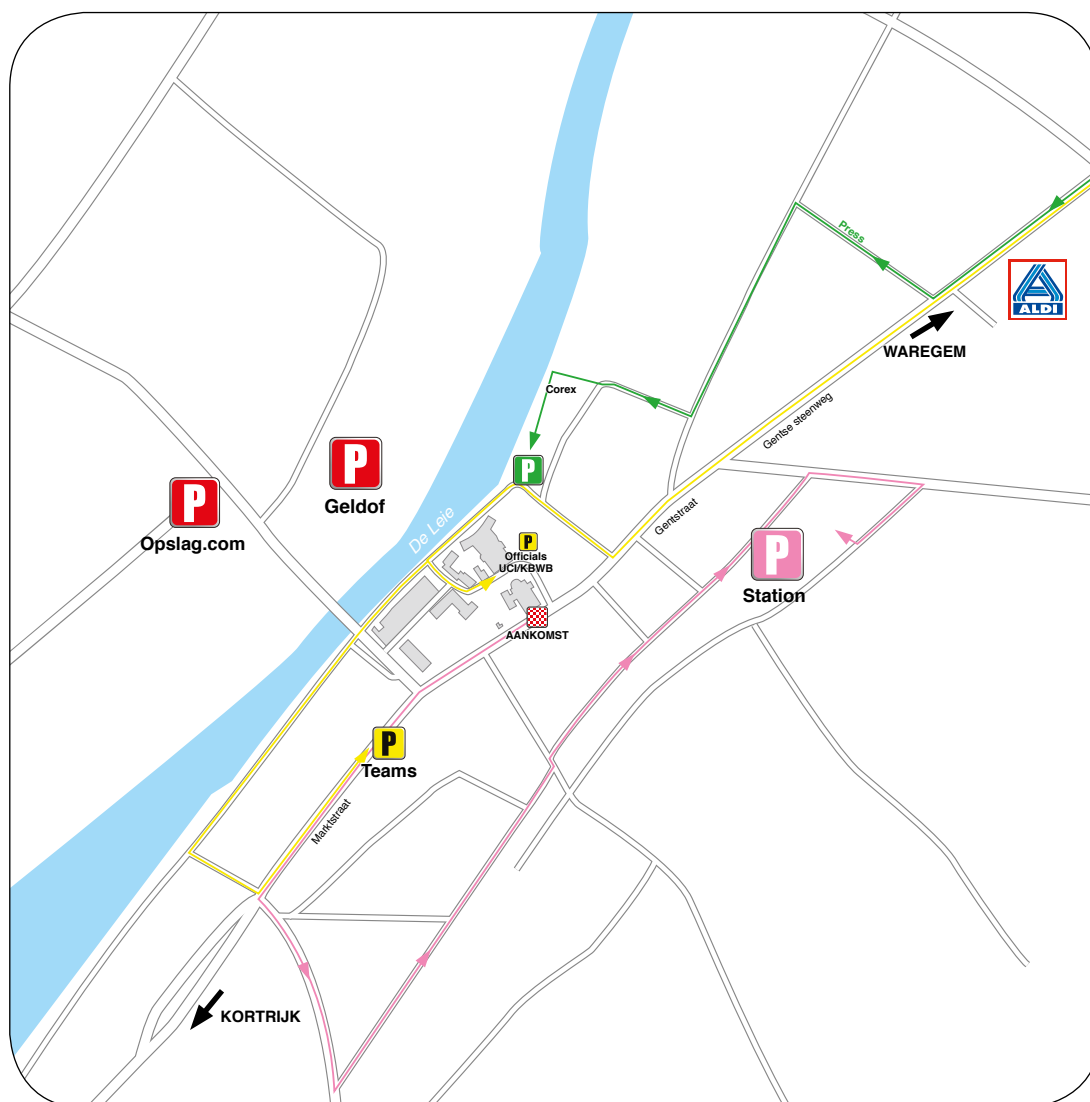 Press
ALDI
WAREGEM
Corex
Gentse steenweg
P
Geldof
P
Opslag.com
P
De Leie
Gentstraat
P
Officials
UCI/KBWB
P
Station
AANKOMST
P
Teams
Marktstraat
KORTRIJK